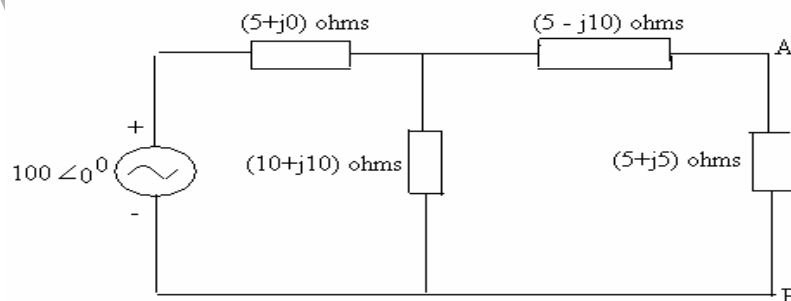 (5+j0) ohms
(5 - j10) ohms
A
+
100 ∠0⁰
(10+j10) ohms
(5+j5) ohms
-